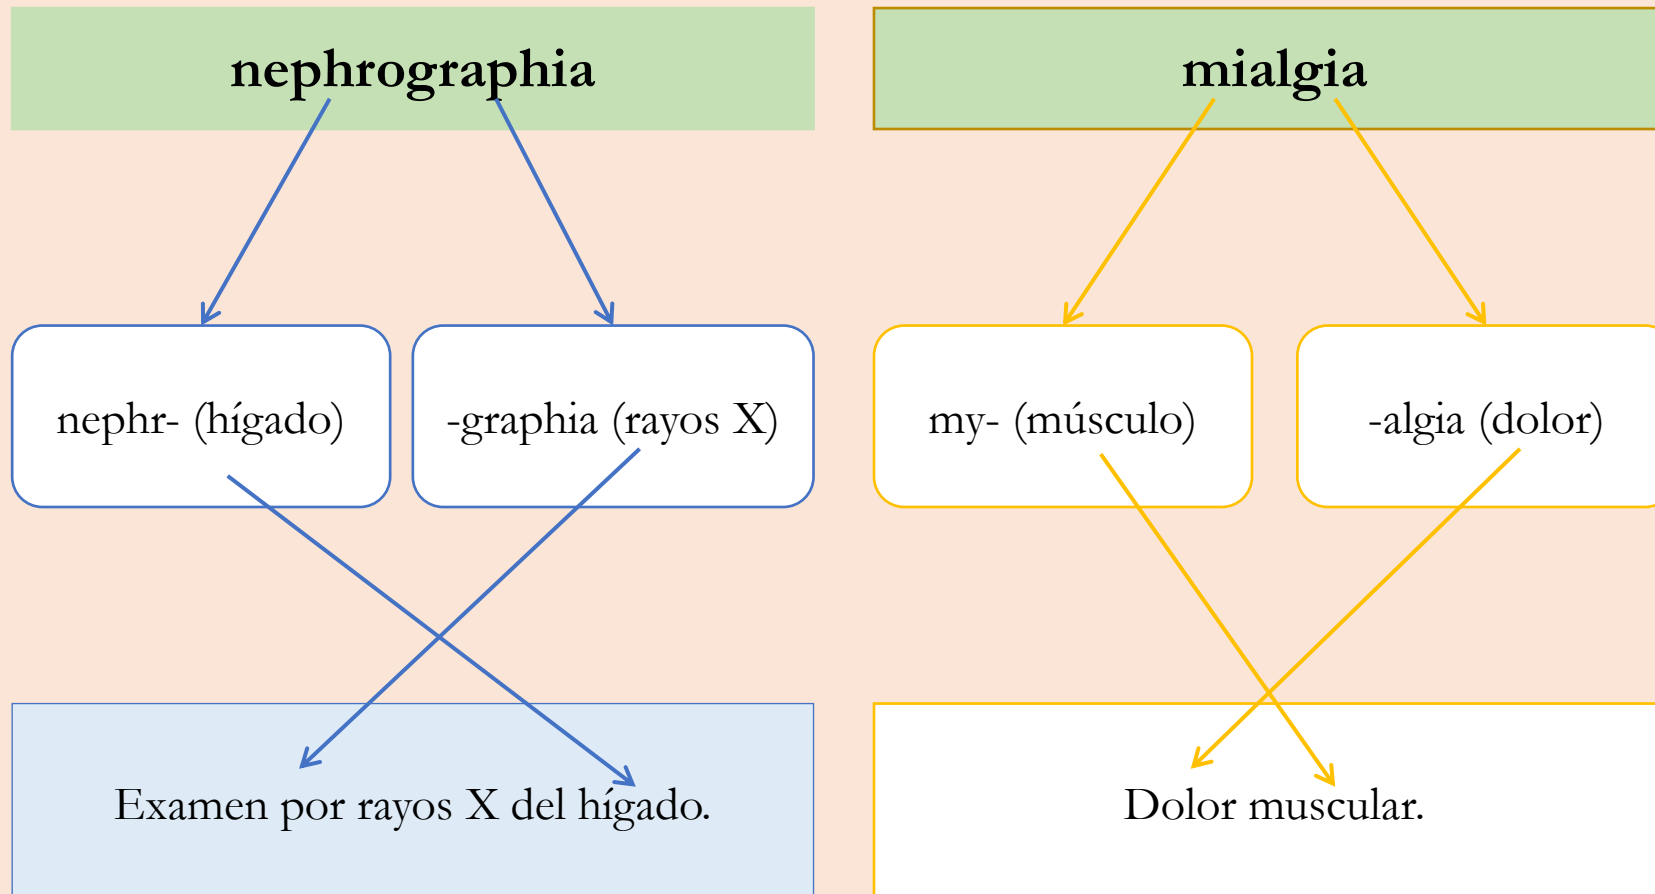 nephrographia
mialgia
nephr- (hígado)
-graphia (rayos X)
my- (músculo)
-algia (dolor)
Examen por rayos X del hígado.
Dolor muscular.